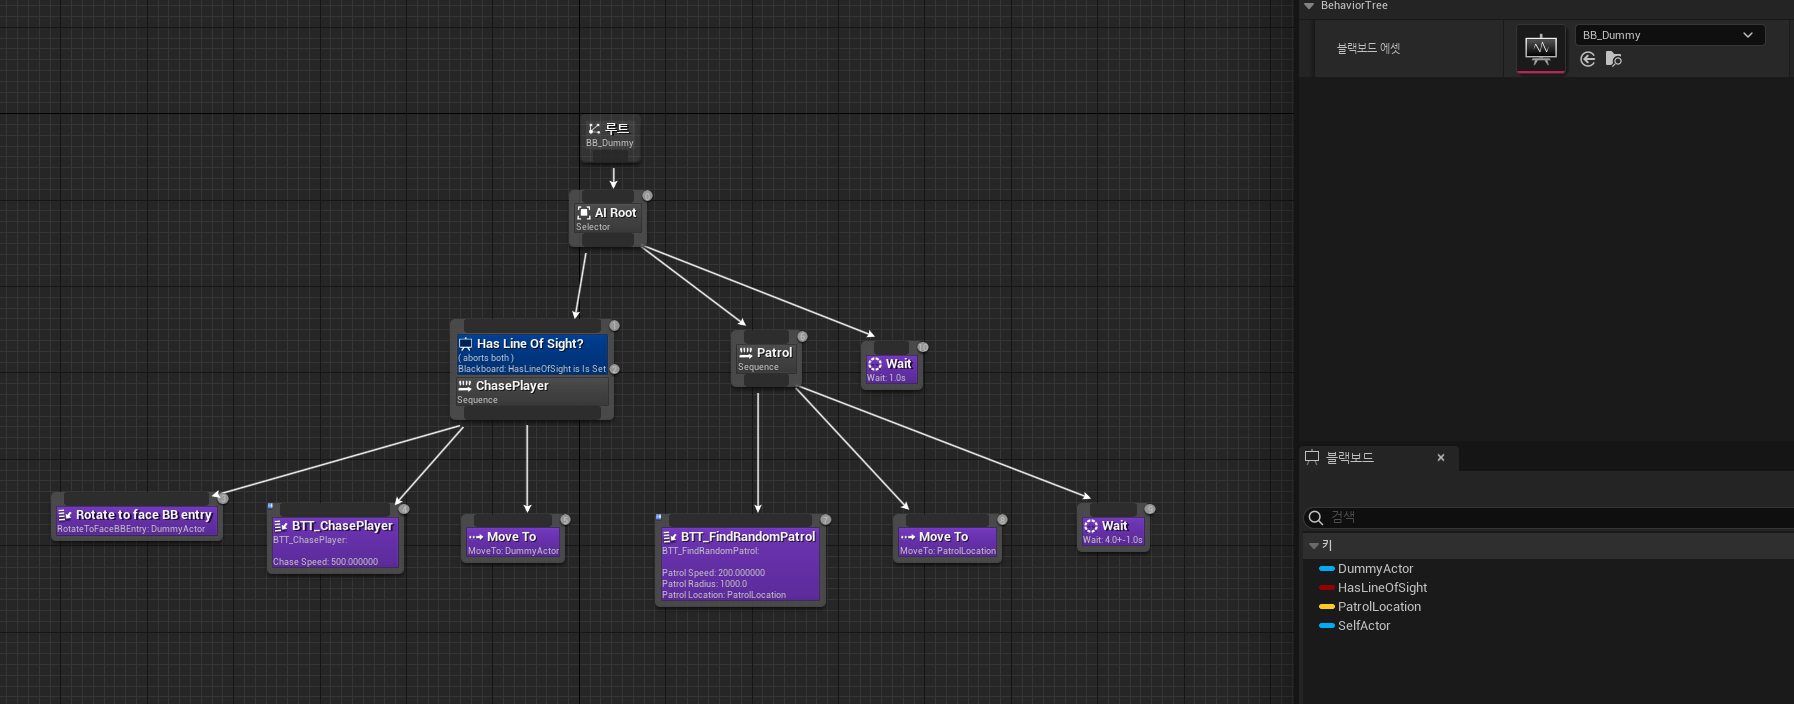 BehaviorTree
블랙보드 에셋
BB_Dummy
루트
BB_Dummy
AI Root
Selector
Has Line Of Sight?
( aborts both )
Blackboard: HasLineOfSight is Is Set
ChasePlayer
Sequence
Patrol
Sequence
Wait
Wait: 1.0s
Rotate to face BB entry
RotateToFaceBBEntry: DummyActor
BTT_ChasePlayer
BTT_ChasePlayer:
Chase Speed: 500.000000
Move To
MoveTo: DummyActor
BTT_FindRandomPatrol
BTT_FindRandomPatrol:
Patrol Speed: 200.000000
Patrol Radius: 1000.0
Patrol Location: PatrolLocation
Move To
MoveTo: PatrolLocation
Wait
Wait: 4.0+-1.0s
블랙보드
검색
키
DummyActor
HasLineOfSight
PatrolLocation
SelfActor